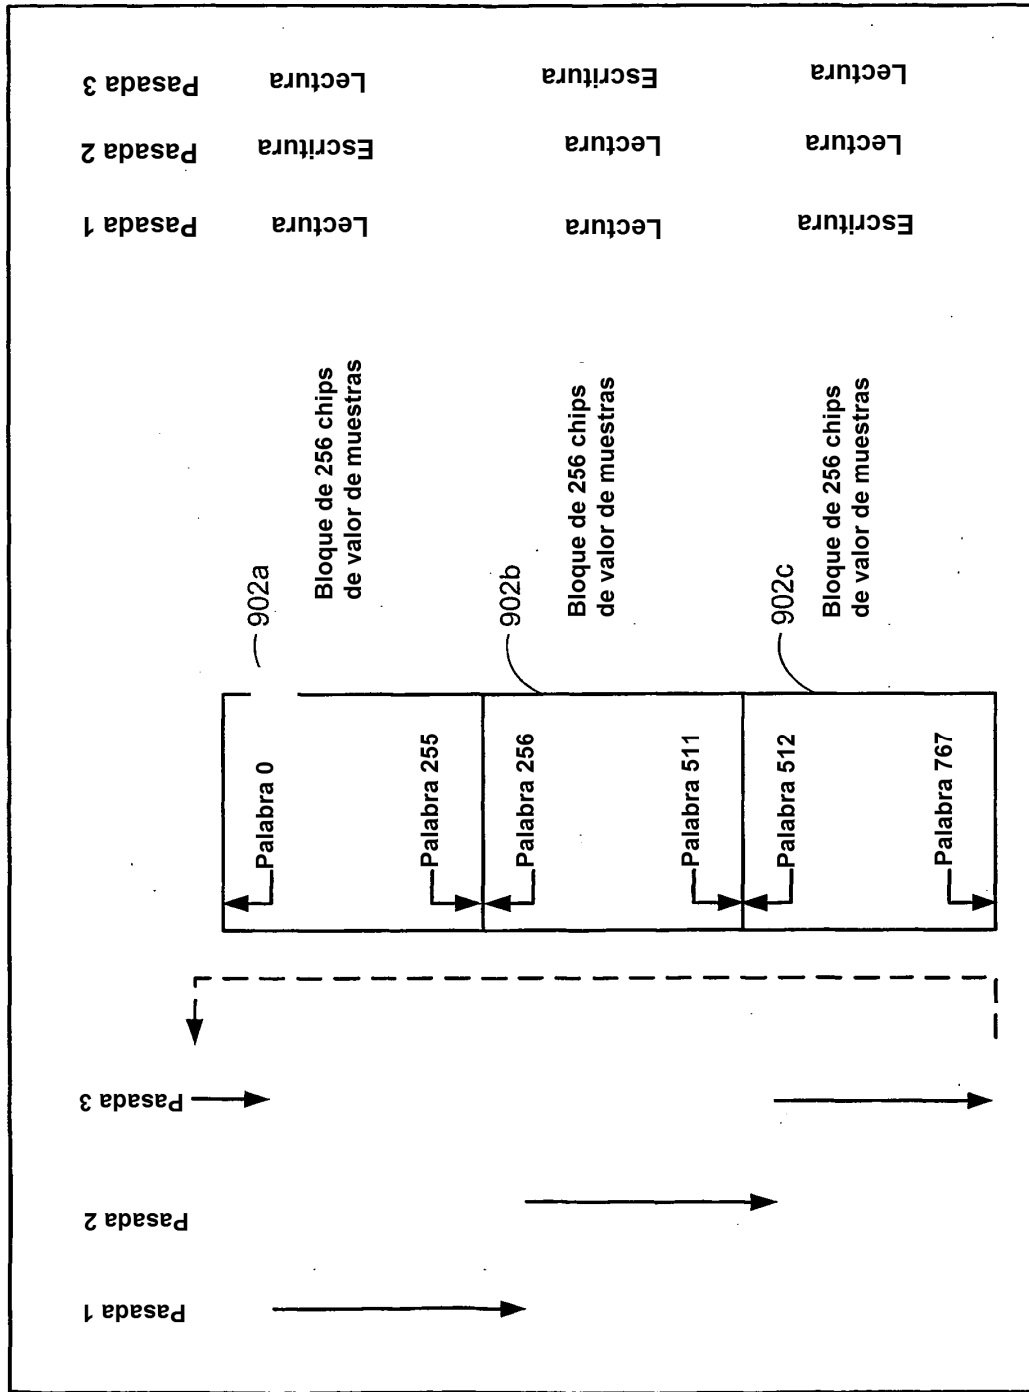 Pasada 3 Lectura Escritura Lectura
Pasada 2 Escritura Lectura Lectura
Pasada 1 Lectura Lectura Escritura
Bloque de 256 chips
de valor de muestras
Bloque de 256 chips
de valor de muestras
Bloque de 256 chips
de valor de muestras
902a
902b
902c
Palabra 0
Palabra 255
Palabra 256
Palabra 511
Palabra 512
Palabra 767
Pasada 3
Pasada 2
Pasada 1